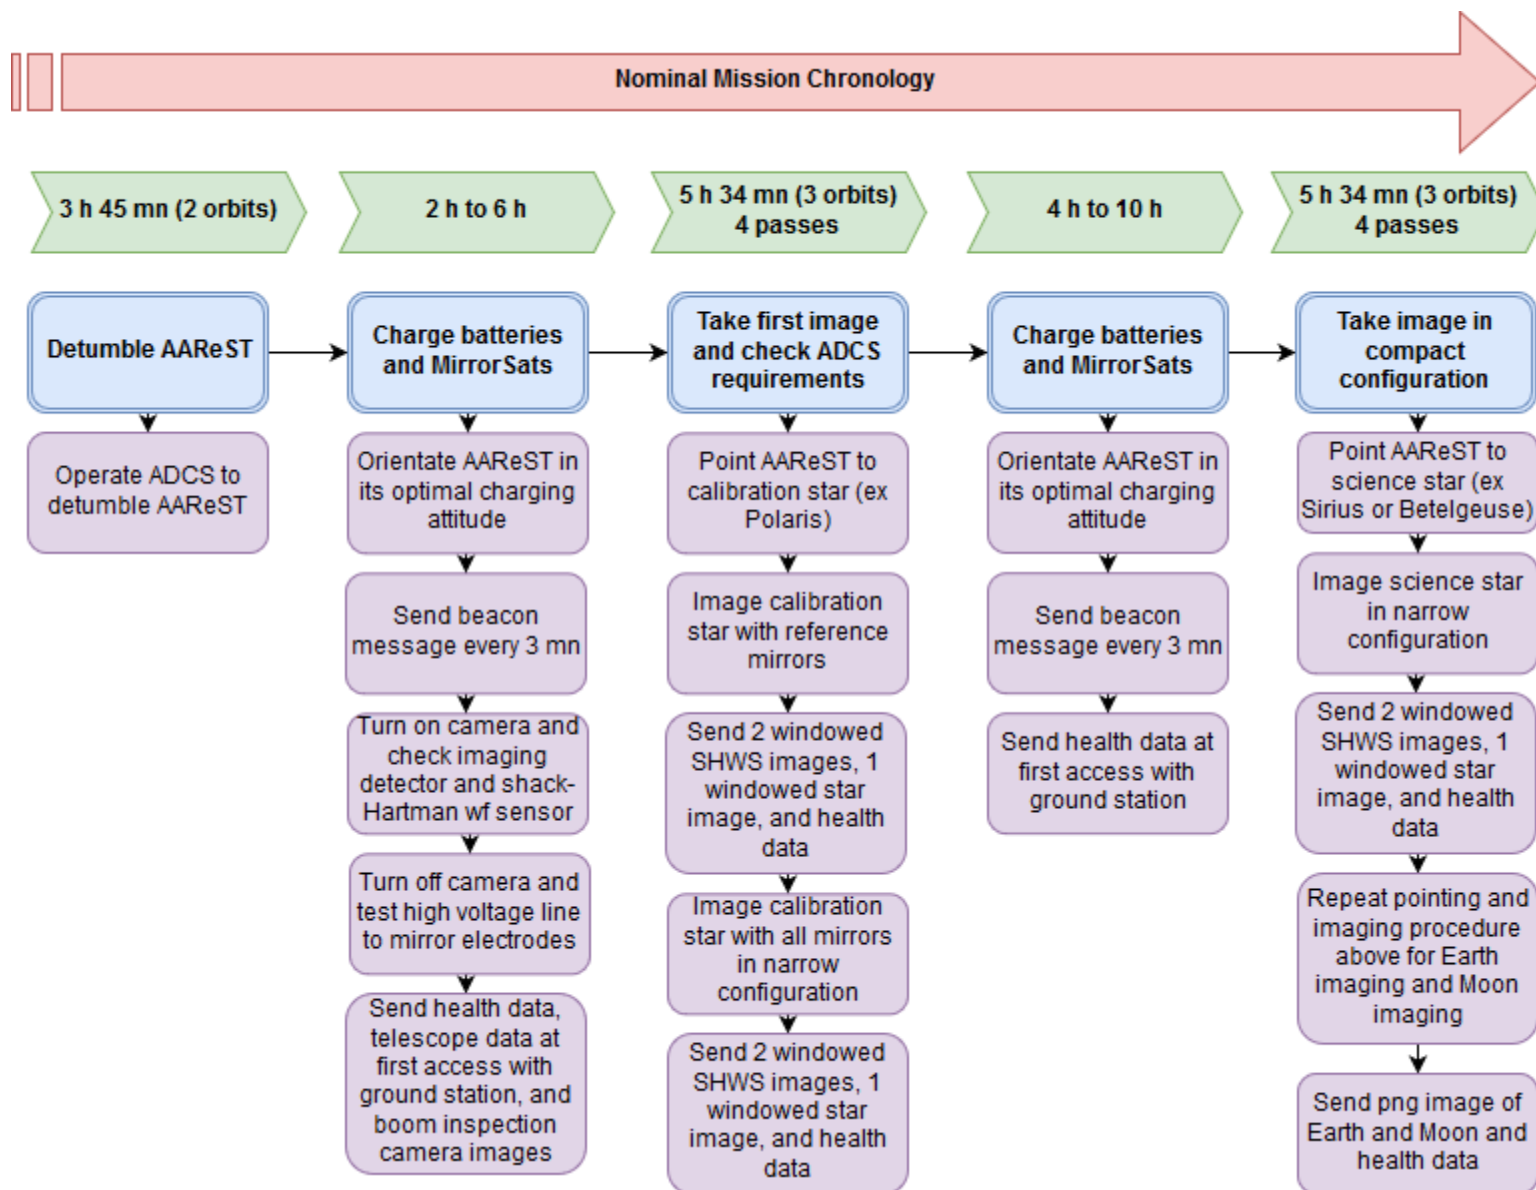 Nominal Mission Chronology
3 h 45 mn (2 orbits)
2 h to 6 h
5 h 34 mn (3 orbits)
4 passes
4 h to 10 h
5 h 34 mn (3 orbits)
4 passes
Detumble AAReST
Charge batteries
and MirrorSats
Take first image
and check ADCS
requirements
Charge batteries
and MirrorSats
Take image in
compact
configuration
Operate ADCS to
detumble AAReST
Orientate AAReST in
its optimal charging
attitude
Send beacon
message every 3 mn
Turn on camera and
check imaging
detector and shack-
Hartman wf sensor
Turn off camera and
test high voltage line
to mirror electrodes
Send health data,
telescope data at
first access with
ground station, and
boom inspection
camera images
Point AAReST to
calibration star (ex
Polaris)
Image calibration
star with reference
mirrors
Send 2 windowed
SHWS images, 1
windowed star
image, and health
data
Image calibration
star with all mirrors
in narrow
configuration
Send 2 windowed
SHWS images, 1
windowed star
image, and health
data
Orientate AAReST in
its optimal charging
attitude
Send beacon
message every 3 mn
Send health data at
first access with
ground station
Point AAReST to
science star (ex
Sirius or Betelgeuse)
Image science star
in narrow
configuration
Send 2 windowed
SHWS images, 1
windowed star
image, and health
data
Repeat pointing and
imaging procedure
above for Earth
imaging and Moon
imaging
Send png image of
Earth and Moon and
health data